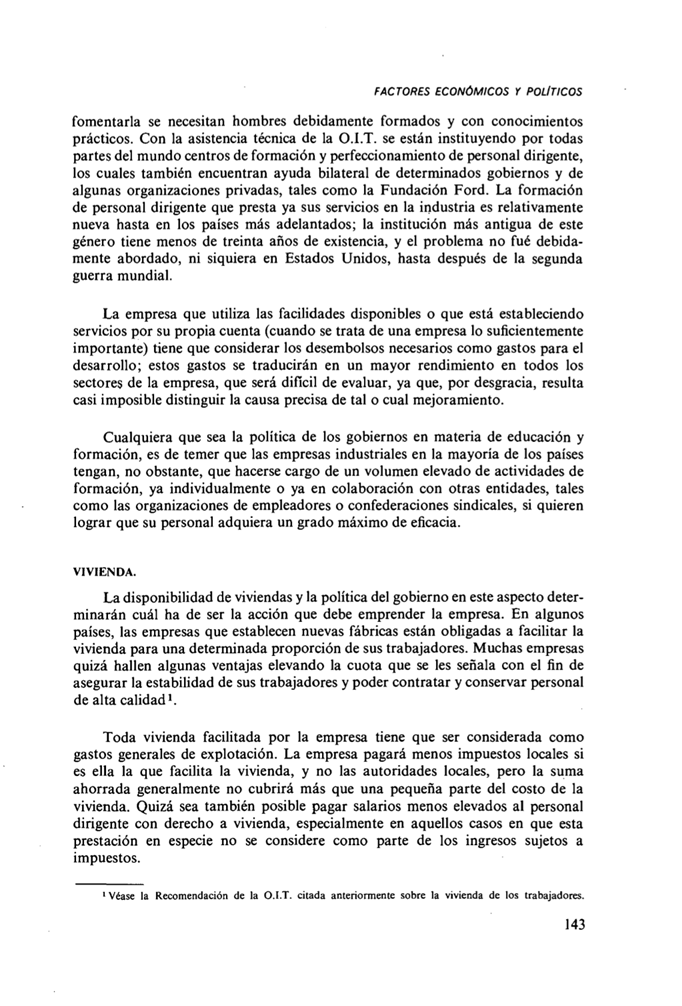 FACTORES ECONÓMICOS Y POLÍTICOS
fomentarla se necesitan hombres debidamente formados y con conocimientos
prácticos. Con la asistencia técnica de la O.I.T. se están instituyendo por todas
partes del mundo centros de formación y perfeccionamiento de personal dirigente,
los cuales también encuentran ayuda bilateral de determinados gobiernos y de
algunas organizaciones privadas, tales como la Fundación Ford. La formación
de personal dirigente que presta ya sus servicios en la industria es relativamente
nueva hasta en los países más adelantados; la institución más antigua de este
género tiene menos de treinta años de existencia, y el problema no fué debida-
mente abordado, ni siquiera en Estados Unidos, hasta después de la segunda
guerra mundial.
La empresa que utiliza las facilidades disponibles o que está estableciendo
servicios por su propia cuenta (cuando se trata de una empresa lo suficientemente
importante) tiene que considerar los desembolsos necesarios como gastos para el
desarrollo; estos gastos se traducirán en un mayor rendimiento en todos los
sectores de la empresa, que será difícil de evaluar, ya que, por desgracia, resulta
casi imposible distinguir la causa precisa de tal o cual mejoramiento.
Cualquiera que sea la política de los gobiernos en materia de educación y
formación, es de temer que las empresas industriales en la mayoría de los países
tengan, no obstante, que hacerse cargo de un volumen elevado de actividades de
formación, ya individualmente o ya en colaboración con otras entidades, tales
como las organizaciones de empleadores o confederaciones sindicales, si quieren
lograr que su personal adquiera un grado máximo de eficacia.
VIVIENDA.
La disponibilidad de viviendas y la política del gobierno en este aspecto deter-
minarán cuál ha de ser la acción que debe emprender la empresa. En algunos
países, las empresas que establecen nuevas fábricas están obligadas a facilitar la
vivienda para una determinada proporción de sus trabajadores. Muchas empresas
quizá hallen algunas ventajas elevando la cuota que se les señala con el fin de
asegurar la estabilidad de sus trabajadores y poder contratar y conservar personal
de alta calidad¹.
Toda vivienda facilitada por la empresa tiene que ser considerada como
gastos generales de explotación. La empresa pagará menos impuestos locales si
es ella la que facilita la vivienda, y no las autoridades locales, pero la suma
ahorrada generalmente no cubrirá más que una pequeña parte del costo de la
vivienda. Quizá sea también posible pagar salarios menos elevados al personal
dirigente con derecho a vivienda, especialmente en aquellos casos en que esta
prestación en especie no se considere como parte de los ingresos sujetos a
impuestos.
¹ Véase la Recomendación de la O.I.T. citada anteriormente sobre la vivienda de los trabajadores.
143